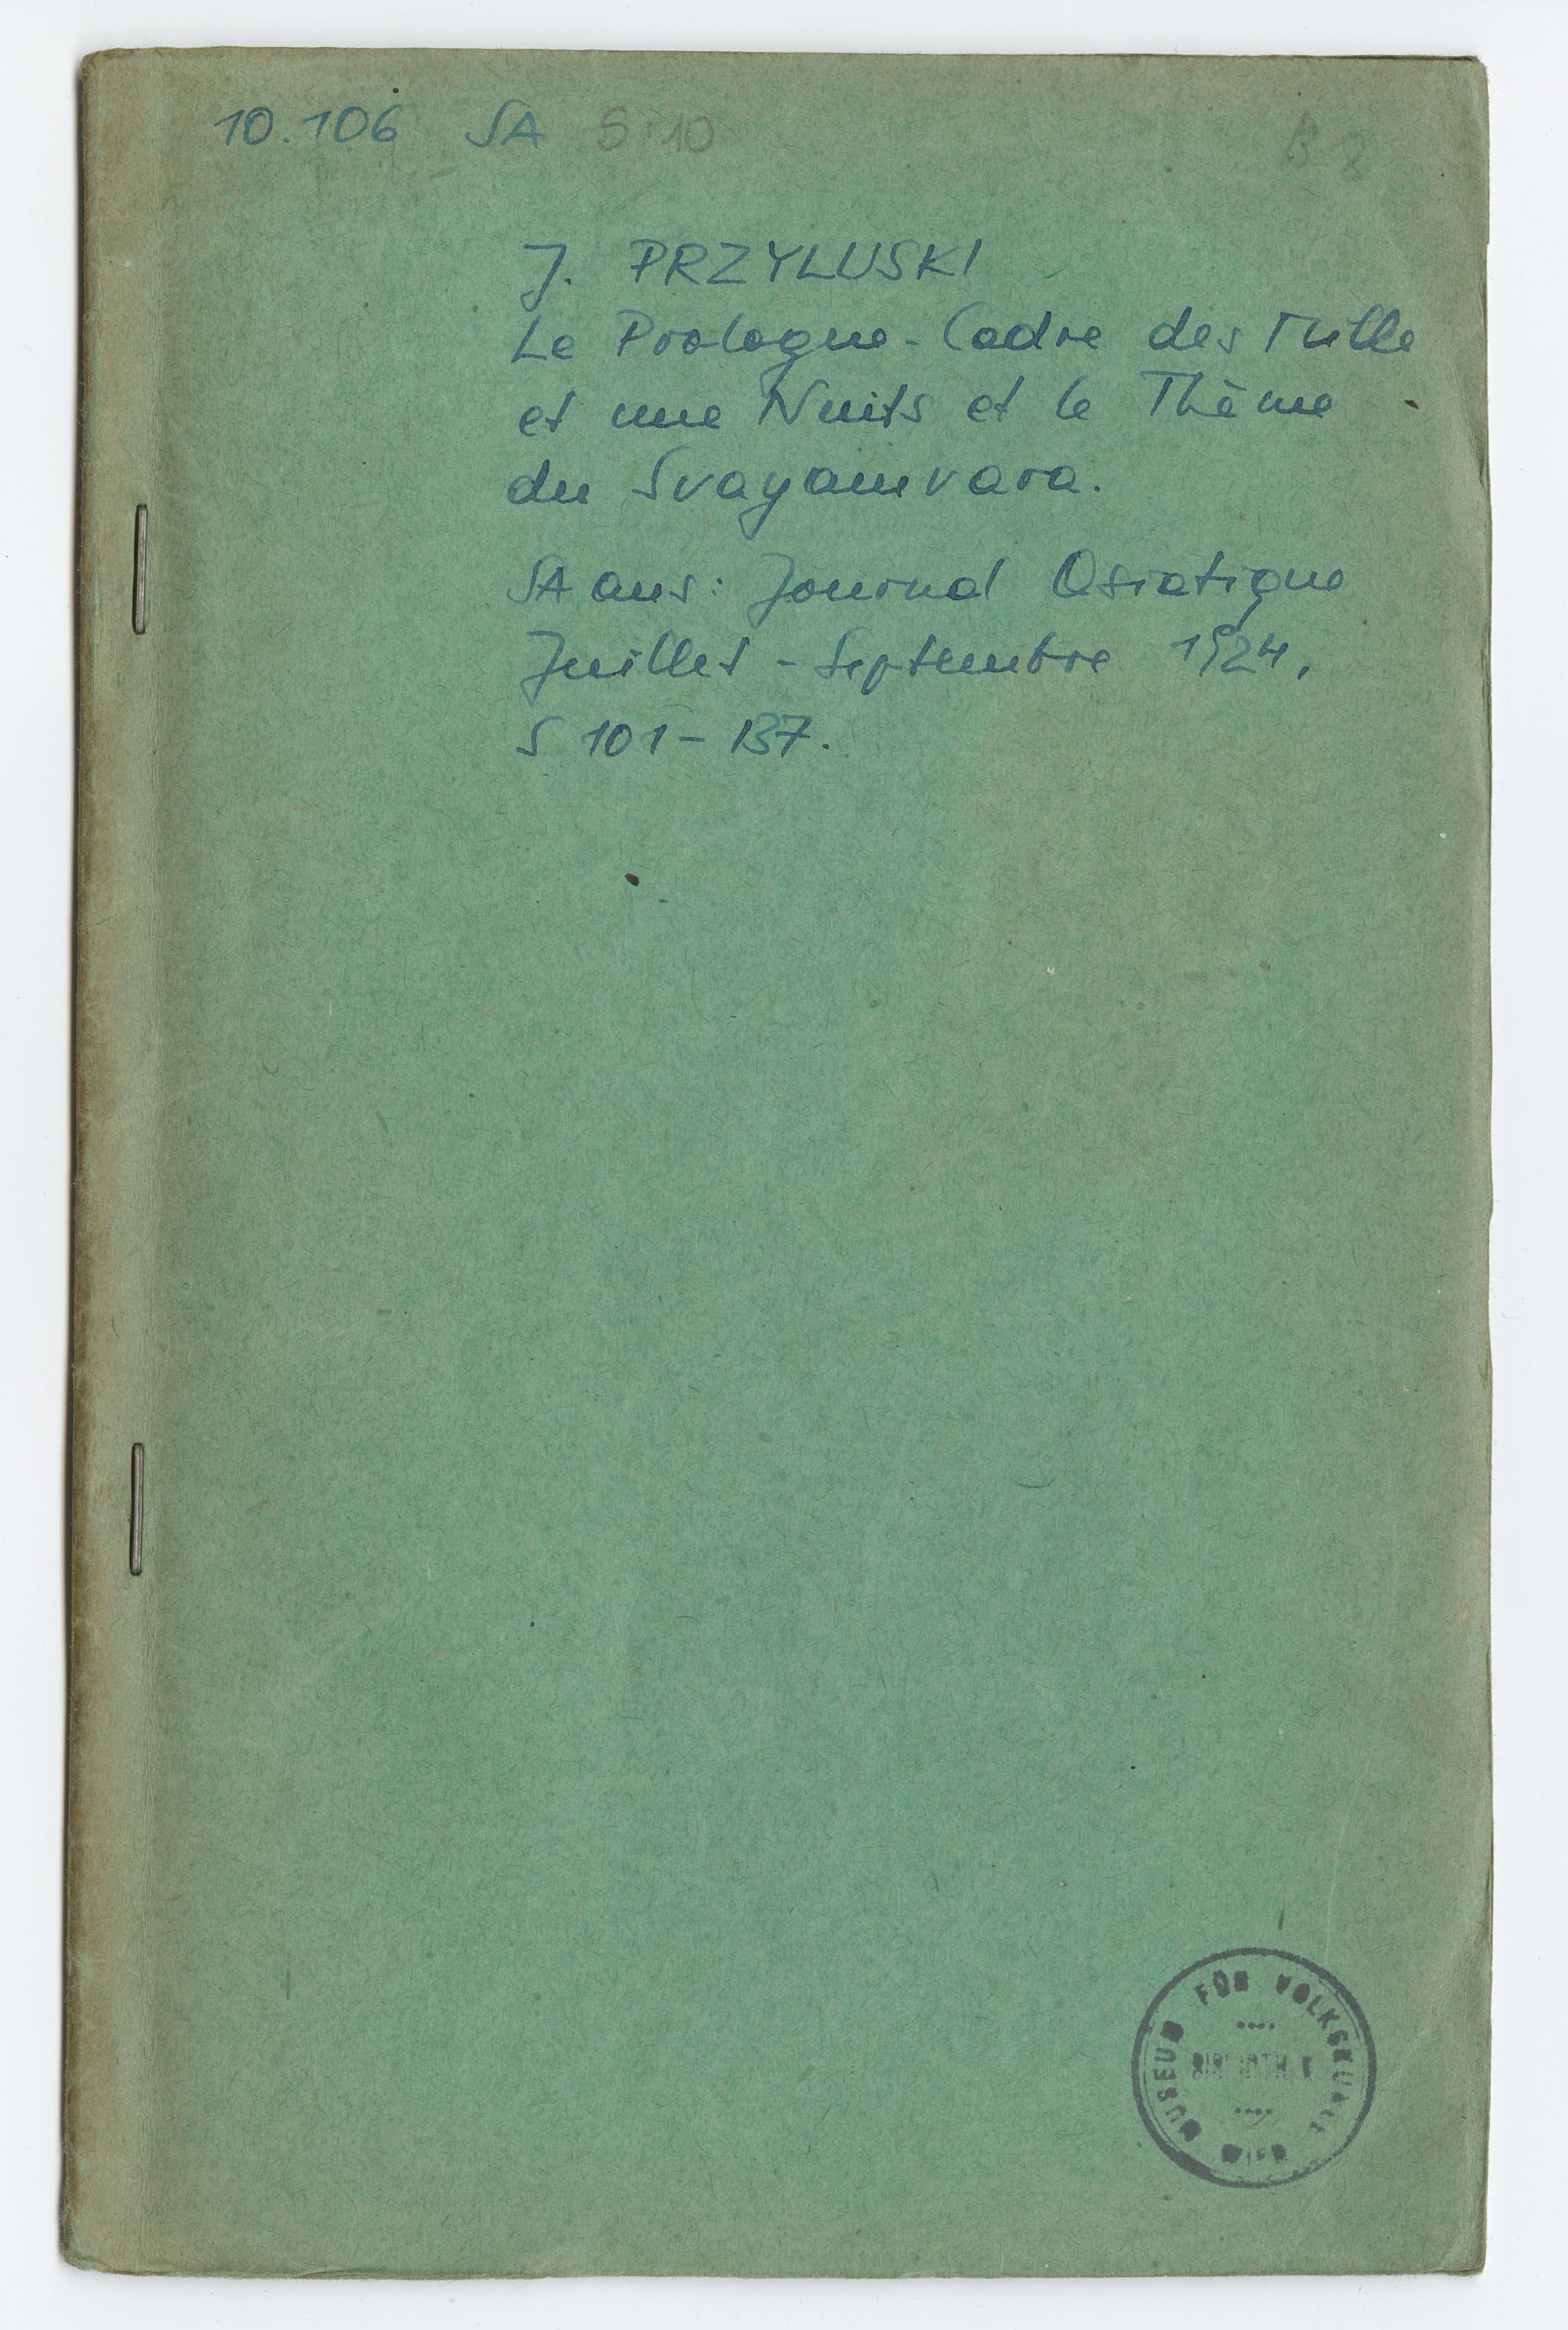 10.106 SA S 10
B 8
J. PRZYLUSKI
Le Prologue-Cadre des Mille
et une Nuits et le Thème
du Svayamvara.
SA aus: Journal Asiatique
Juillet - Septembre 1924,
S 101 - 137.
MUSEUM FÜR VOLKSKUNDE WIEN
BIBLIOTHEK